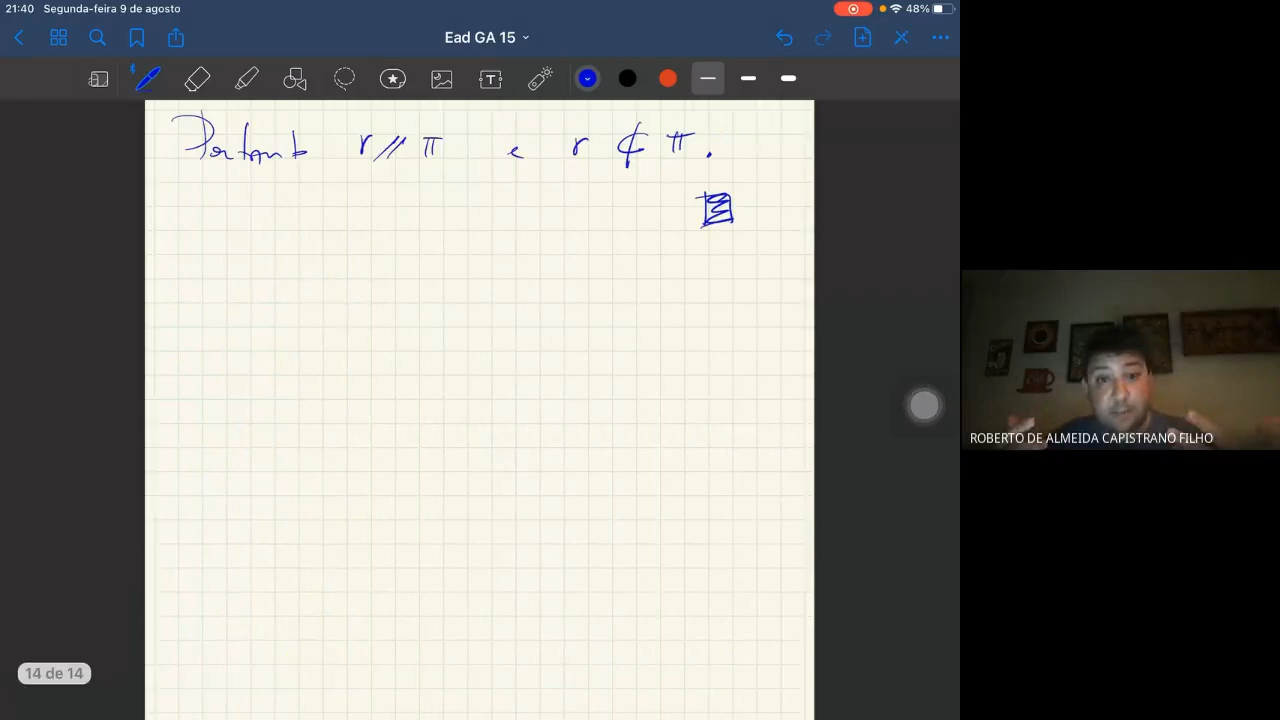 21:40 Segunda-feira 9 de agosto 48%
Ead GA 15
T
Portanto r // π e r ⊄ π.
ROBERTO DE ALMEIDA CAPISTRANO FILHO
14 de 14